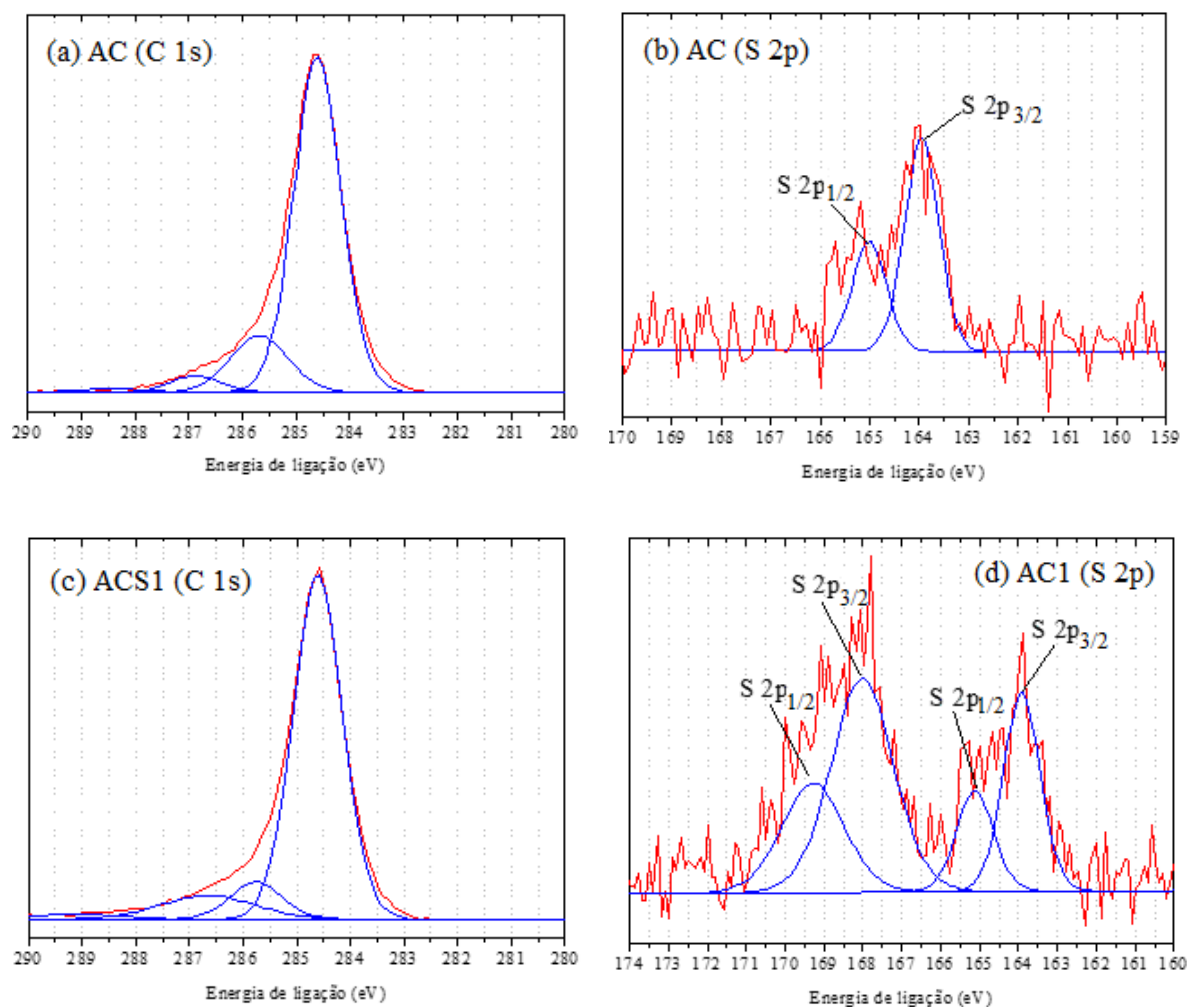 (a) AC (C 1s)
290 289 288 287 286 285 284 283 282 281 280
Energia de ligação (eV)
(b) AC (S 2p)
S 2p3/2
S 2p1/2
170 169 168 167 166 165 164 163 162 161 160 159
Energia de ligação (eV)
(c) ACS1 (C 1s)
290 289 288 287 286 285 284 283 282 281 280
Energia de ligação (eV)
(d) AC1 (S 2p)
S 2p3/2
S 2p3/2
S 2p1/2
S 2p1/2
174 173 172 171 170 169 168 167 166 165 164 163 162 161 160
Energia de ligação (eV)